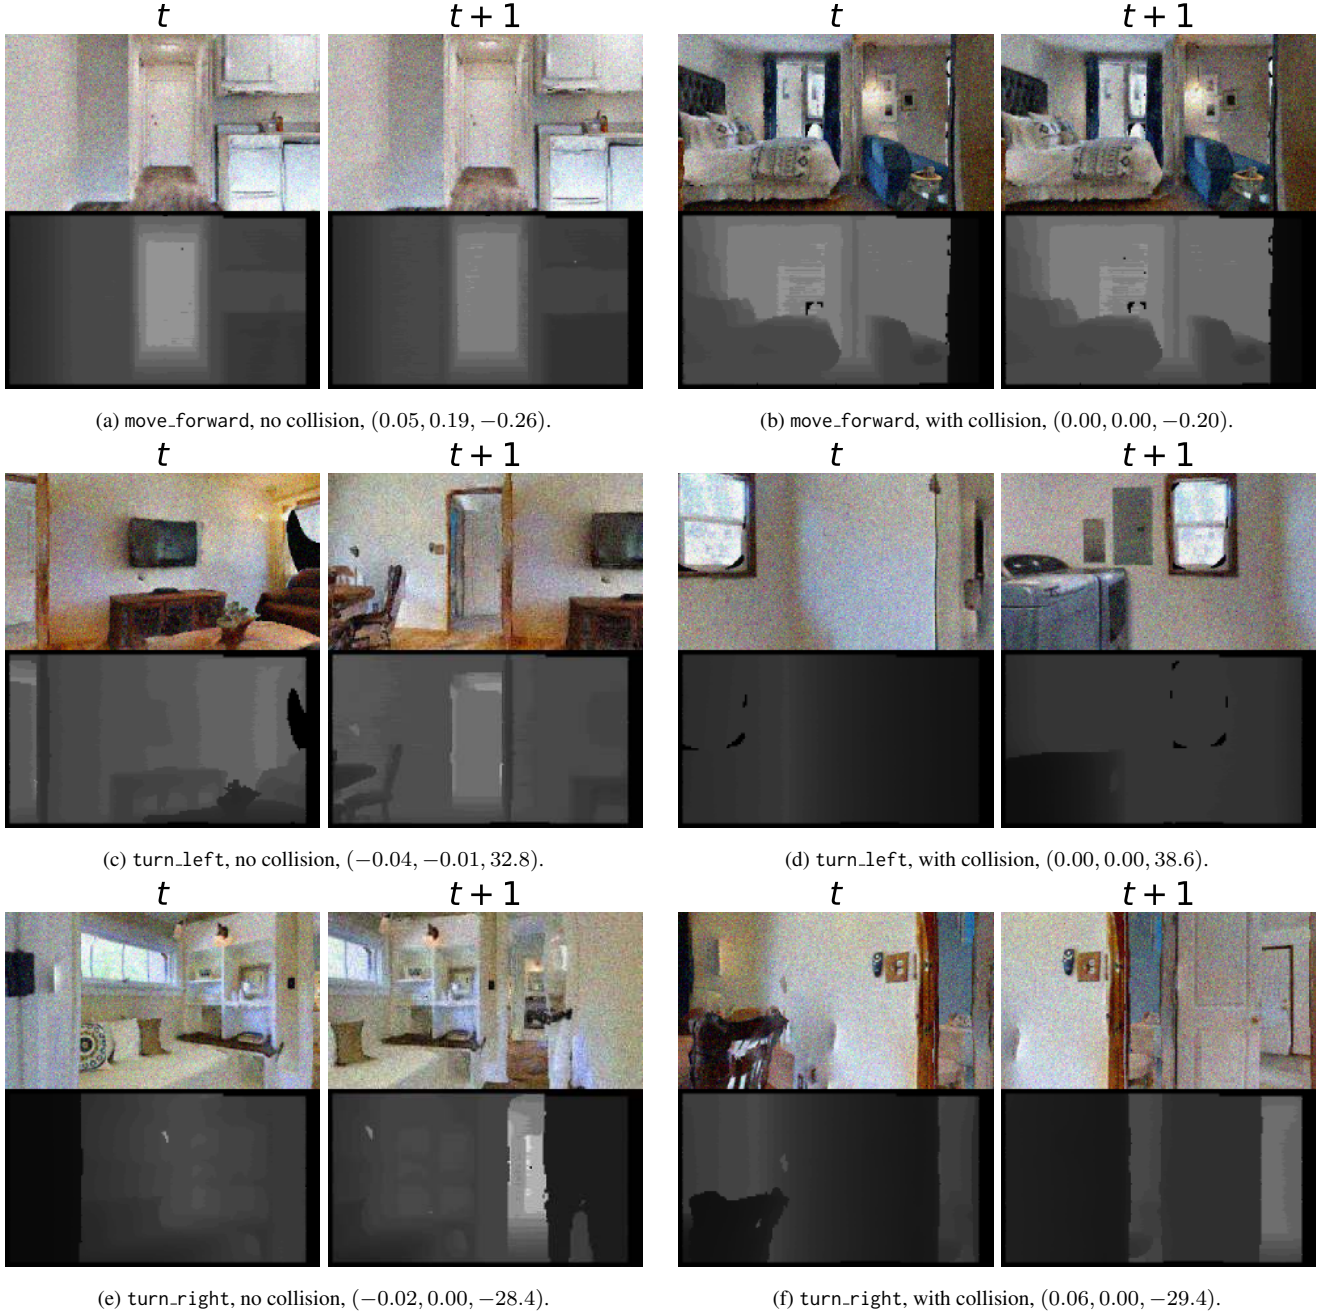 t
t + 1
t
t + 1
(a) move_forward, no collision, (0.05, 0.19, −0.26).
(b) move_forward, with collision, (0.00, 0.00, −0.20).
t
t + 1
t
t + 1
(c) turn_left, no collision, (−0.04, −0.01, 32.8).
(d) turn_left, with collision, (0.00, 0.00, 38.6).
t
t + 1
t
t + 1
(e) turn_right, no collision, (−0.02, 0.00, −28.4).
(f) turn_right, with collision, (0.06, 0.00, −29.4).